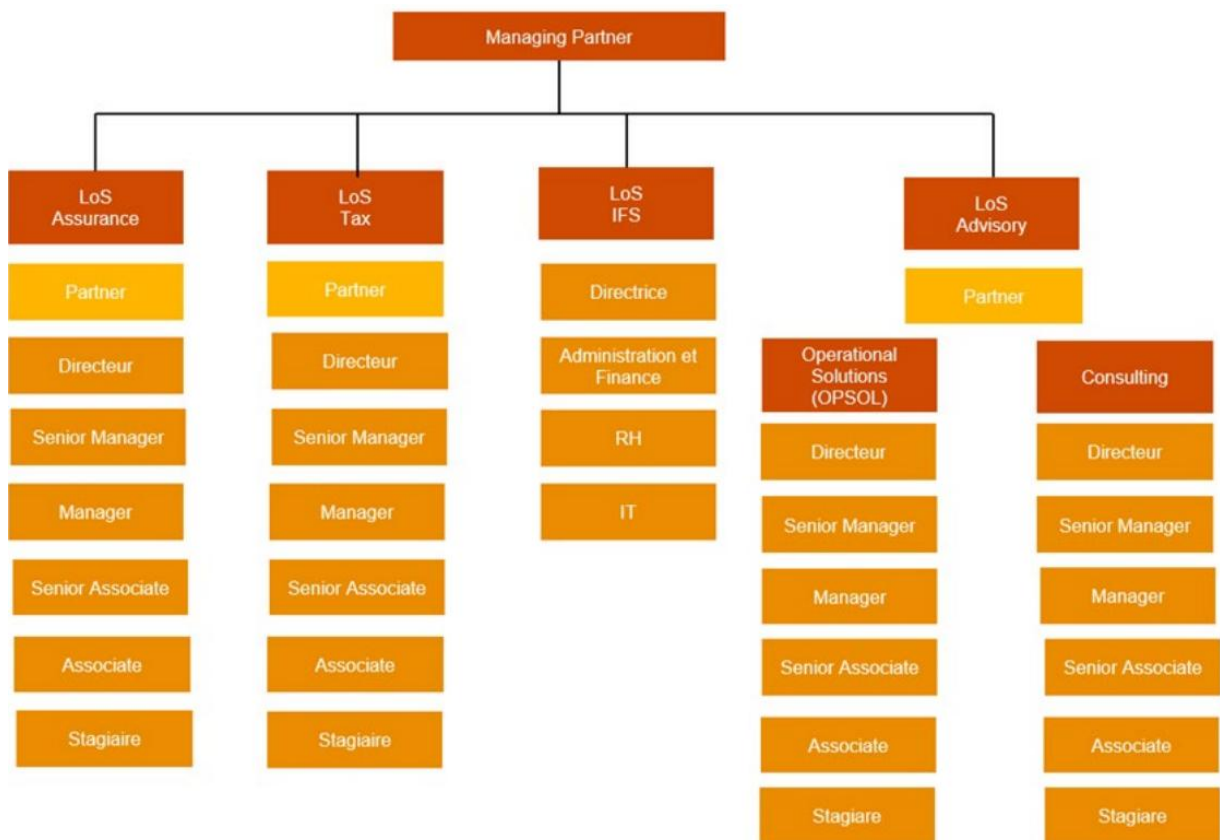 Managing Partner
LoS
Assurance
Partner
Directeur
Senior Manager
Manager
Senior Associate
Associate
Stagiaire
LoS
Tax
Partner
Directeur
Senior Manager
Manager
Senior Associate
Associate
Stagiaire
LoS
IFS
Directrice
Administration et
Finance
RH
IT
LoS
Advisory
Partner
Operational
Solutions
(OPSOL)
Directeur
Senior Manager
Manager
Senior Associate
Associate
Stagiare
Consulting
Directeur
Senior Manager
Manager
Senior Associate
Associate
Stagiare